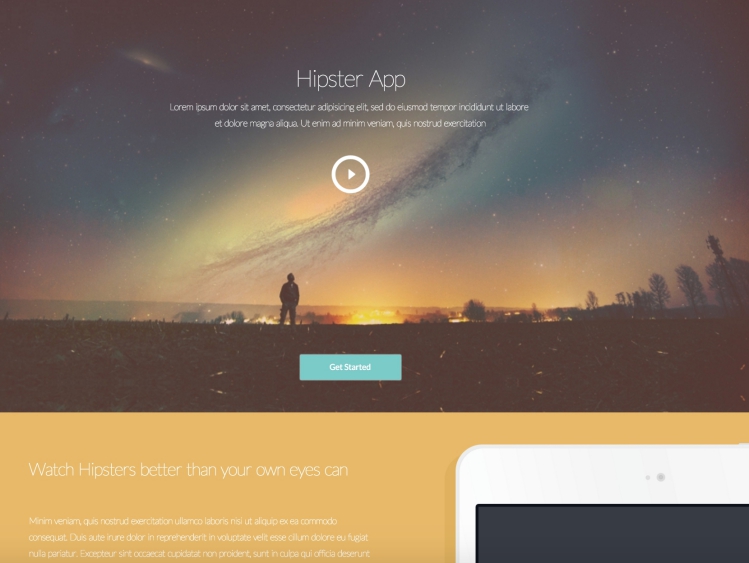 Hipster App
Lorem ipsum dolor sit amet, consectetur adipisicing elit, sed do eiusmod tempor incididunt ut labore
et dolore magna aliqua. Ut enim ad minim veniam, quis nostrud exercitation
Get Started
Watch Hipsters better than your own eyes can
Minim veniam, quis nostrud exercitation ullamco laboris nisi ut aliquip ex ea commodo
consequat. Duis aute irure dolor in reprehenderit in voluptate velit esse cillum dolore eu fugiat
nulla pariatur. Excepteur sint occaecat cupidatat non proident, sunt in culpa qui officia deserunt